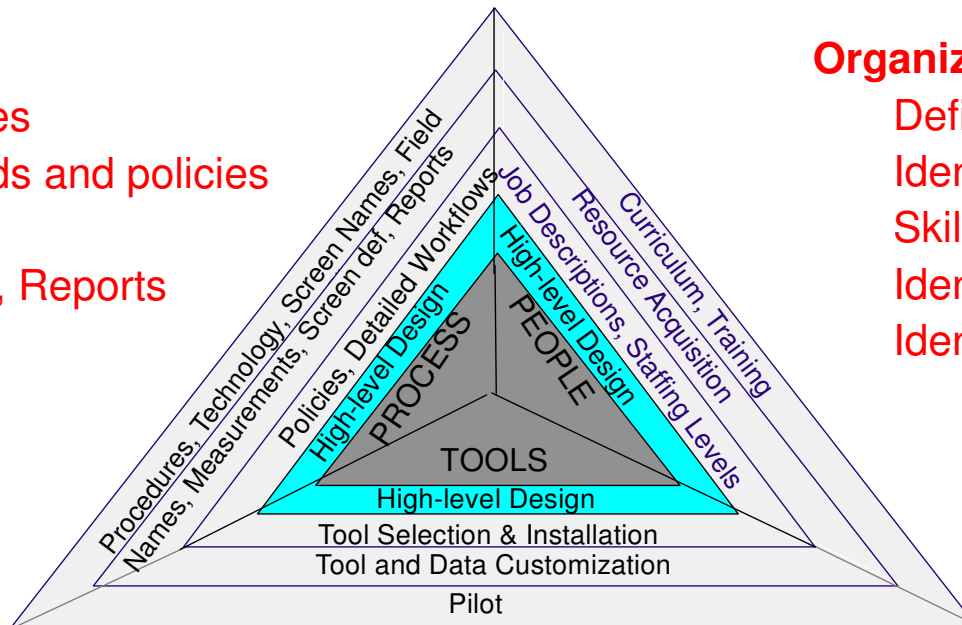 es
ds and policies
, Reports
Organiz
Defi
Iden
Skil
Iden
Iden
Procedures, Technology, Screen Names, Field
Names, Measurements, Screen def, Reports
Policies, Detailed Workflows
High-level Design
PROCESS
Curriculum, Training
Resource Acquisition
Job Descriptions, Staffing Levels
High-level Design
PEOPLE
TOOLS
High-level Design
Tool Selection & Installation
Tool and Data Customization
Pilot